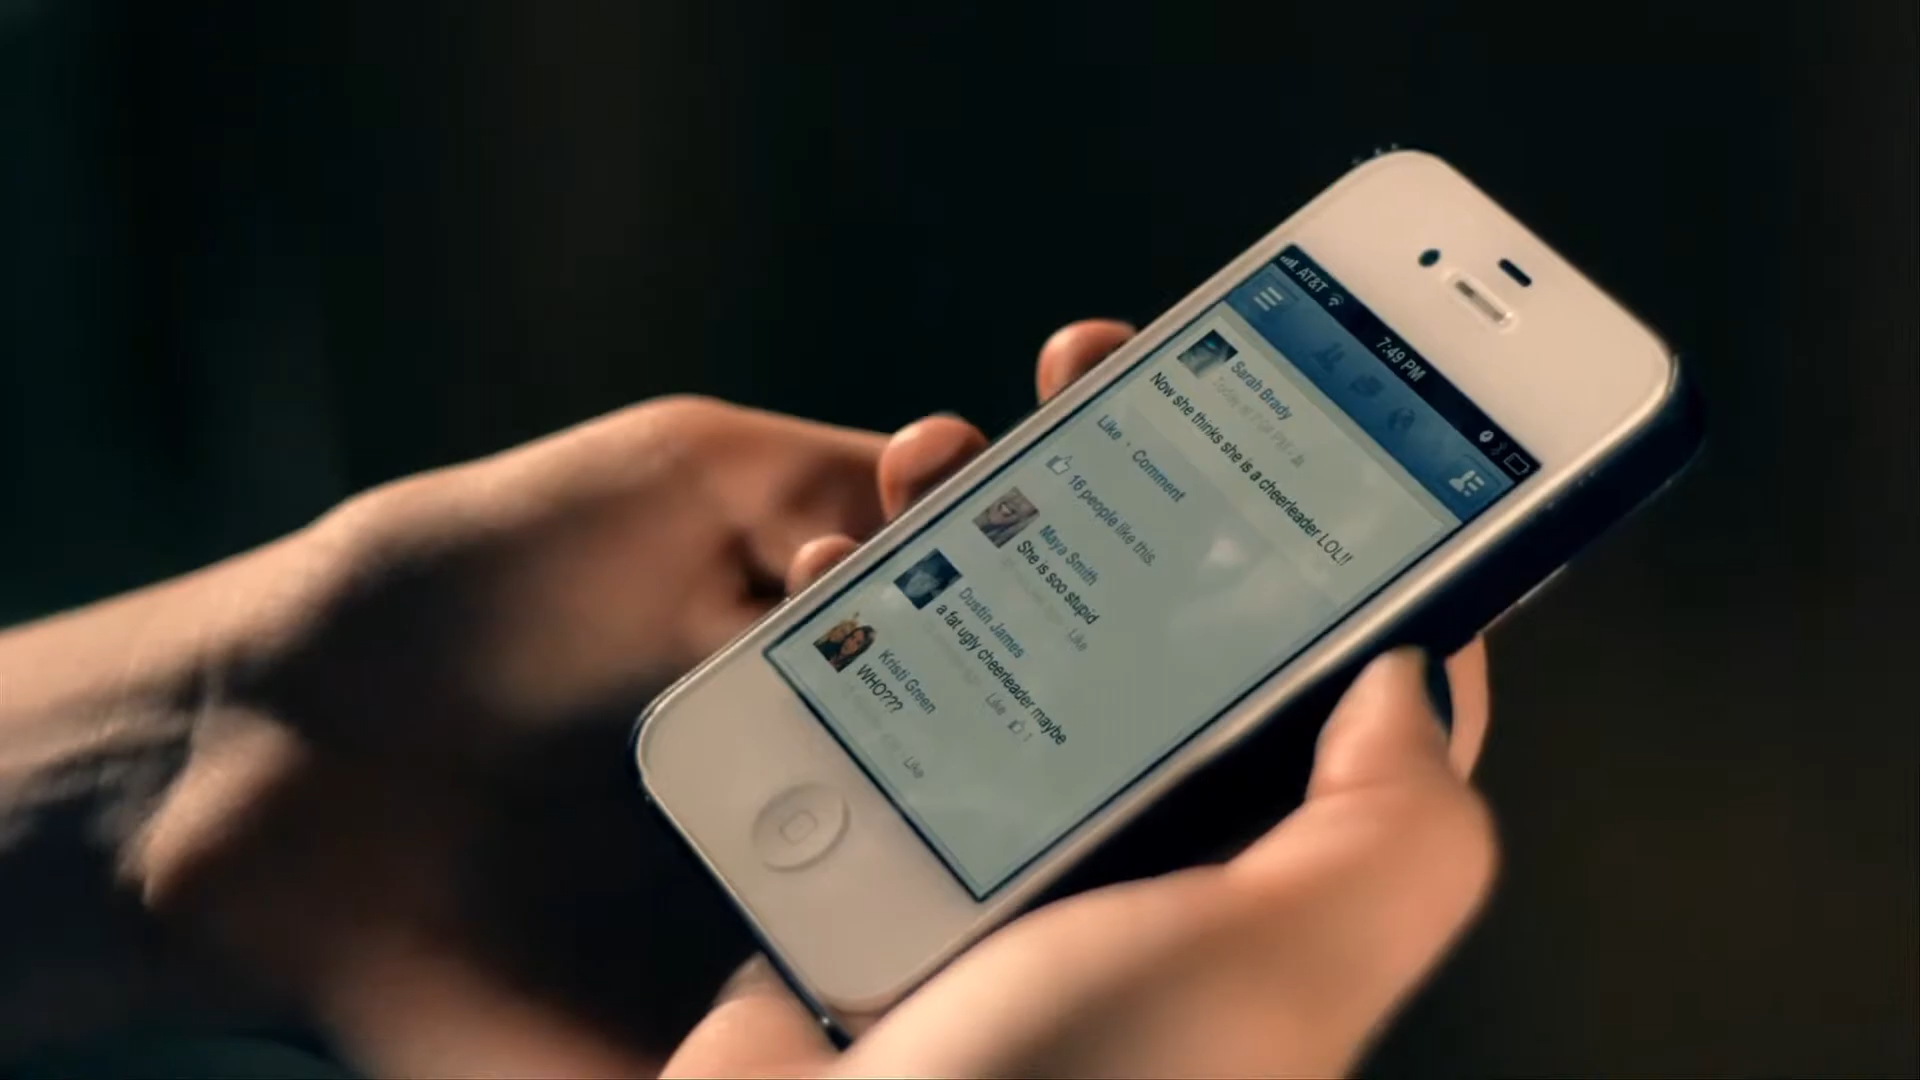 AT&T
7:49 PM
Sarah Brady
Now she thinks she is a cheerleader LOL!!
Like · Comment
16 people like this.
Maya Smith
She is soo stupid
Like
Dustin James
a fat ugly cheerleader maybe
Like 1
Kristi Green
WHO???
Like